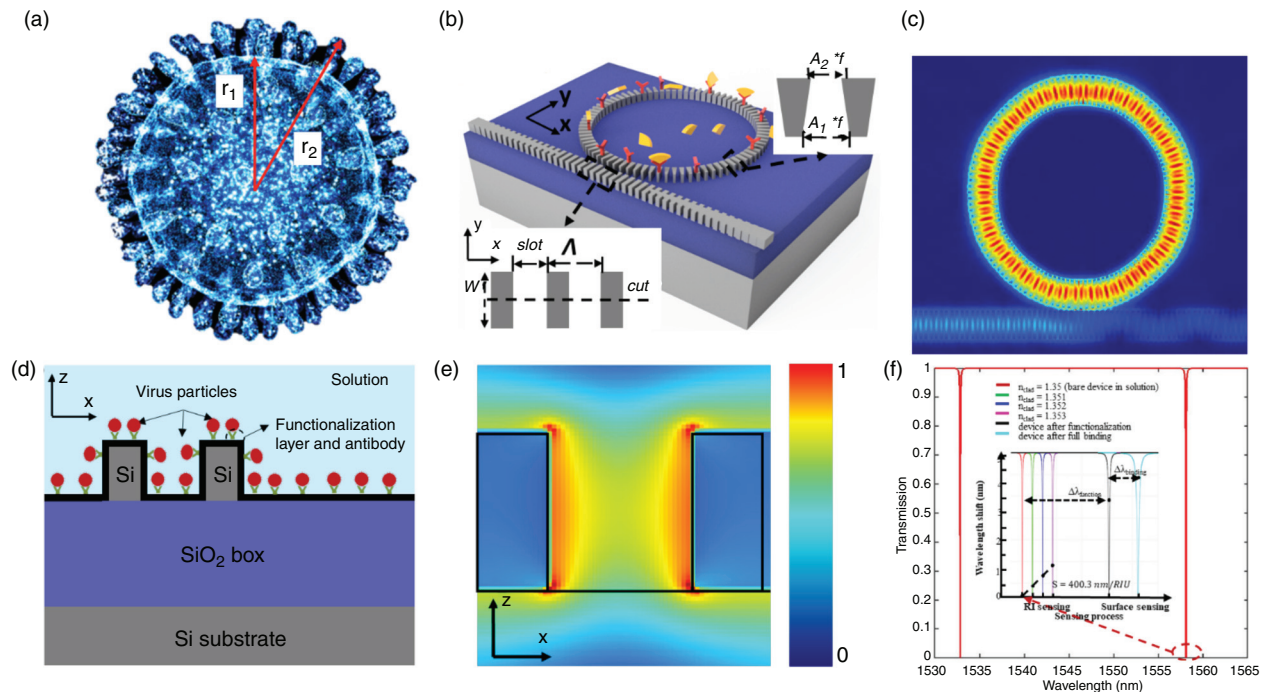 (a)
r1
r2
(b)
y
x
A2 *f
A1 *f
y
x
slot
Λ
W
cut
(c)
(d)
z
x
Virus particles
Solution
Functionalization
layer and antibody
Si
Si
SiO2 box
Si substrate
(e)
z
x
1
0
(f)
Transmission
1
0.9
0.8
0.7
0.6
0.5
0.4
0.3
0.2
0.1
0
nclad = 1.35 (bare device in solution)
nclad = 1.351
nclad = 1.352
nclad = 1.353
device after functionalization
device after full binding
Wavelength shift (nm)
Δλbinding
Δλfunction
S = 400.3 nm/RIU
RI sensing
Surface sensing
Sensing process
1530
1535
1540
1545
1550
1555
1560
1565
Wavelength (nm)